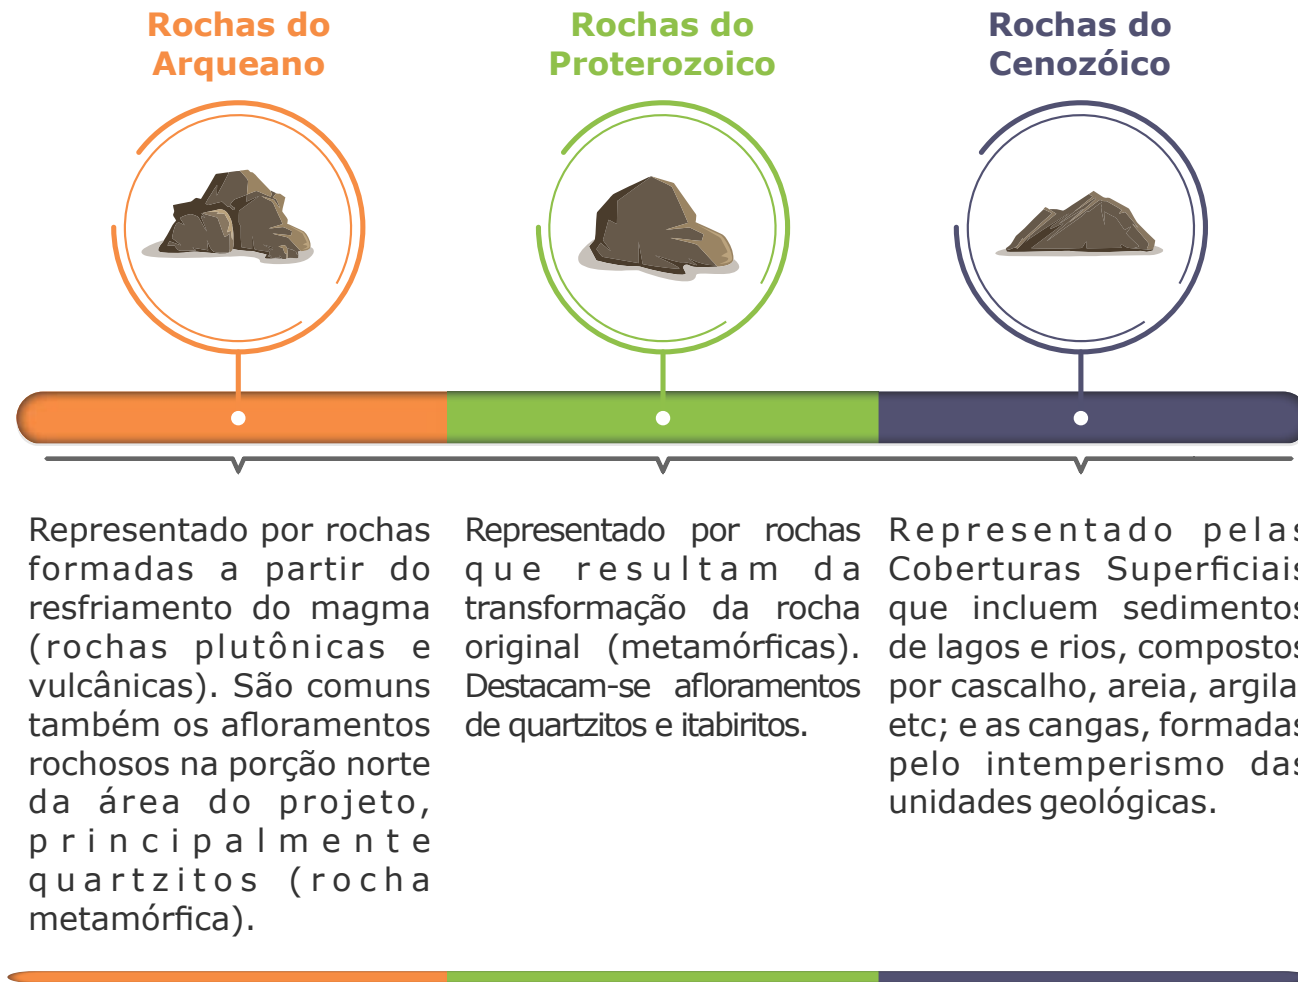 Rochas do
Arqueano
Rochas do
Proterozoico
Rochas do
Cenozóico
Representado por rochas
formadas a partir do
resfriamento do magma
(rochas plutônicas e
vulcânicas). São comuns
também os afloramentos
rochosos na porção norte
da área do projeto,
principalmente
quartzitos (rocha
metamórfica).
Representado por rochas
que resultam da
transformação da rocha
original (metamórficas).
Destacam-se afloramentos
de quartzitos e itabiritos.
Representado pelas
Coberturas Superficiais
que incluem sedimentos
de lagos e rios, compostos
por cascalho, areia, argila
etc; e as cangas, formadas
pelo intemperismo das
unidades geológicas.